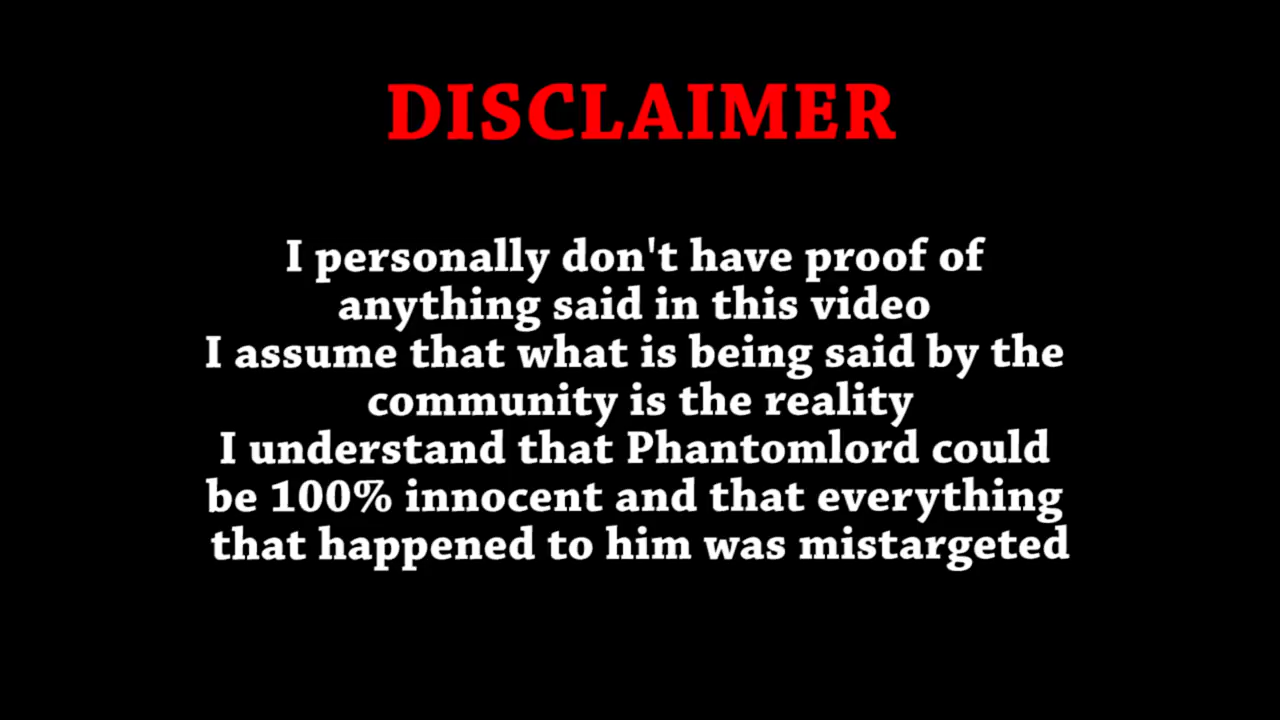 DISCLAIMER
I personally don't have proof of
anything said in this video
I assume that what is being said by the
community is the reality
I understand that Phantomlord could
be 100% innocent and that everything
that happened to him was mistargeted